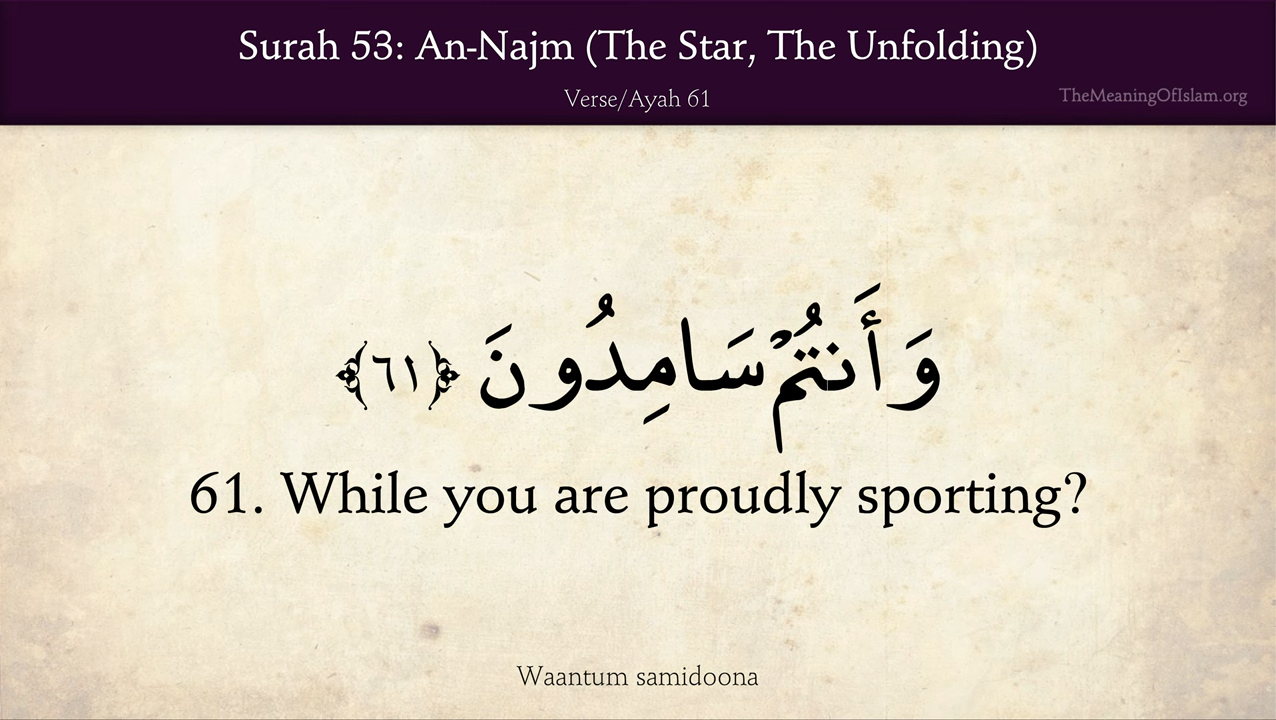 Surah 53: An-Najm (The Star, The Unfolding)
Verse/Ayah 61
TheMeaningOfIslam.org
وَأَنتُمْ سَامِدُونَ ﴿٦١﴾
61. While you are proudly sporting?
Waantum samidoona